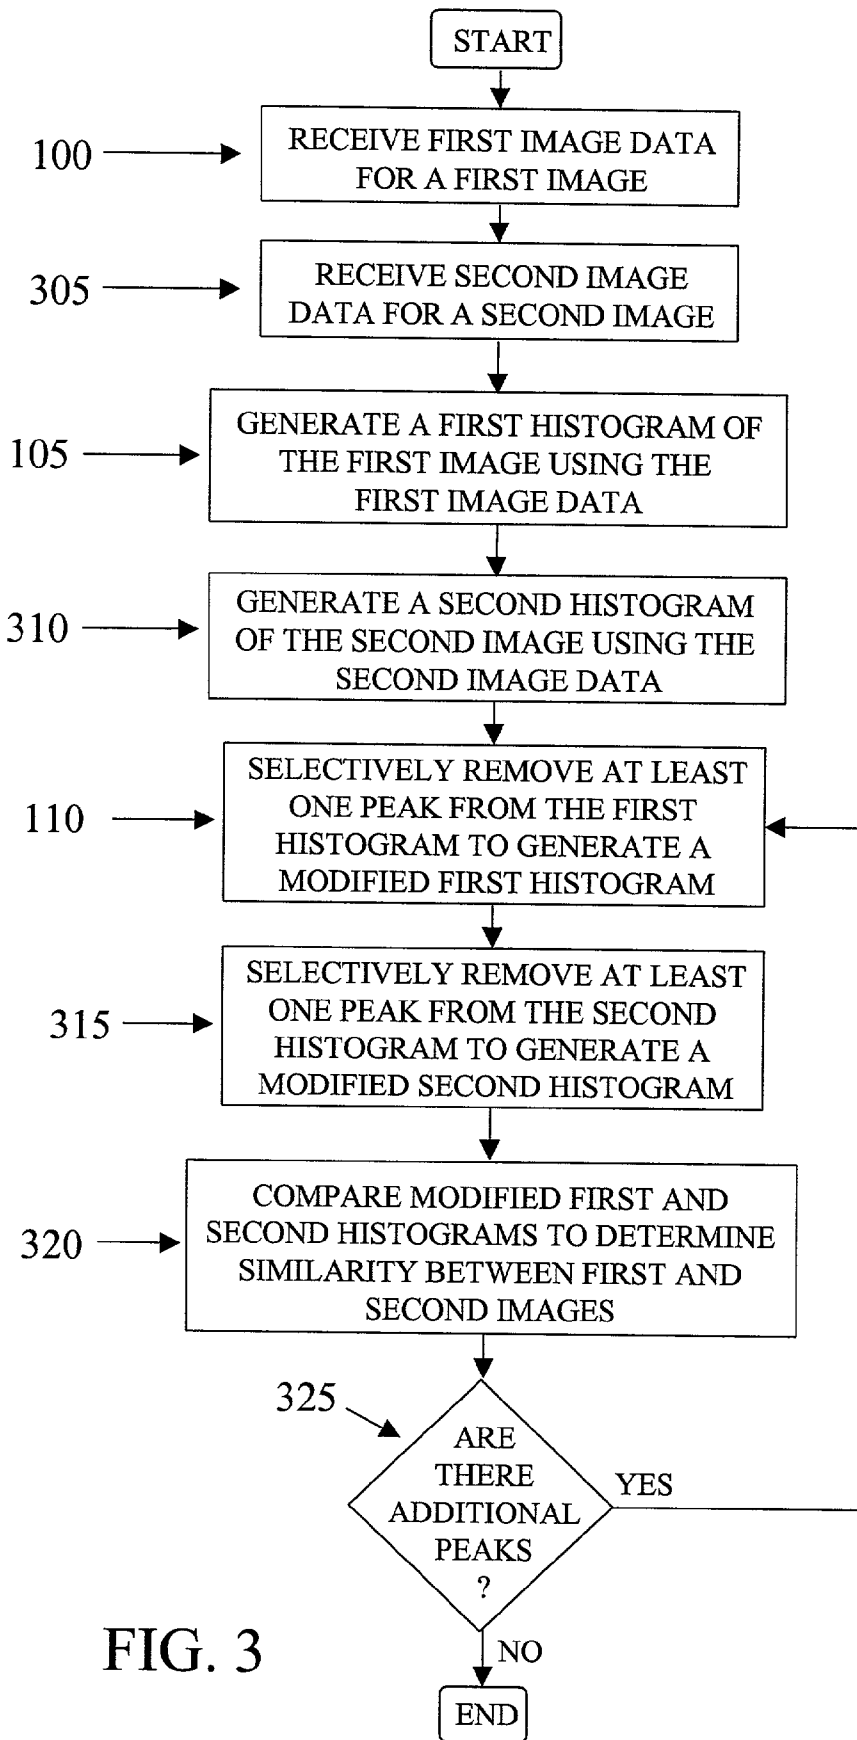 START
100
RECEIVE FIRST IMAGE DATA
FOR A FIRST IMAGE
305
RECEIVE SECOND IMAGE
DATA FOR A SECOND IMAGE
105
GENERATE A FIRST HISTOGRAM OF
THE FIRST IMAGE USING THE
FIRST IMAGE DATA
310
GENERATE A SECOND HISTOGRAM
OF THE SECOND IMAGE USING THE
SECOND IMAGE DATA
110
SELECTIVELY REMOVE AT LEAST
ONE PEAK FROM THE FIRST
HISTOGRAM TO GENERATE A
MODIFIED FIRST HISTOGRAM
315
SELECTIVELY REMOVE AT LEAST
ONE PEAK FROM THE SECOND
HISTOGRAM TO GENERATE A
MODIFIED SECOND HISTOGRAM
320
COMPARE MODIFIED FIRST AND
SECOND HISTOGRAMS TO DETERMINE
SIMILARITY BETWEEN FIRST AND
SECOND IMAGES
325
ARE
THERE
ADDITIONAL
PEAKS
?
YES
NO
END
FIG. 3